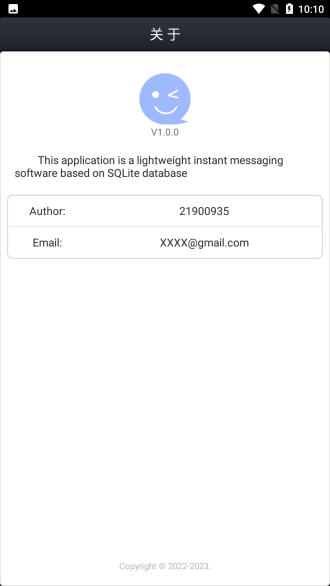 10:10
关于
V1.0.0
This application is a lightweight instant messaging
software based on SQLite database
Author: 21900935
Email: XXXX@gmail.com
Copyright © 2022-2023.